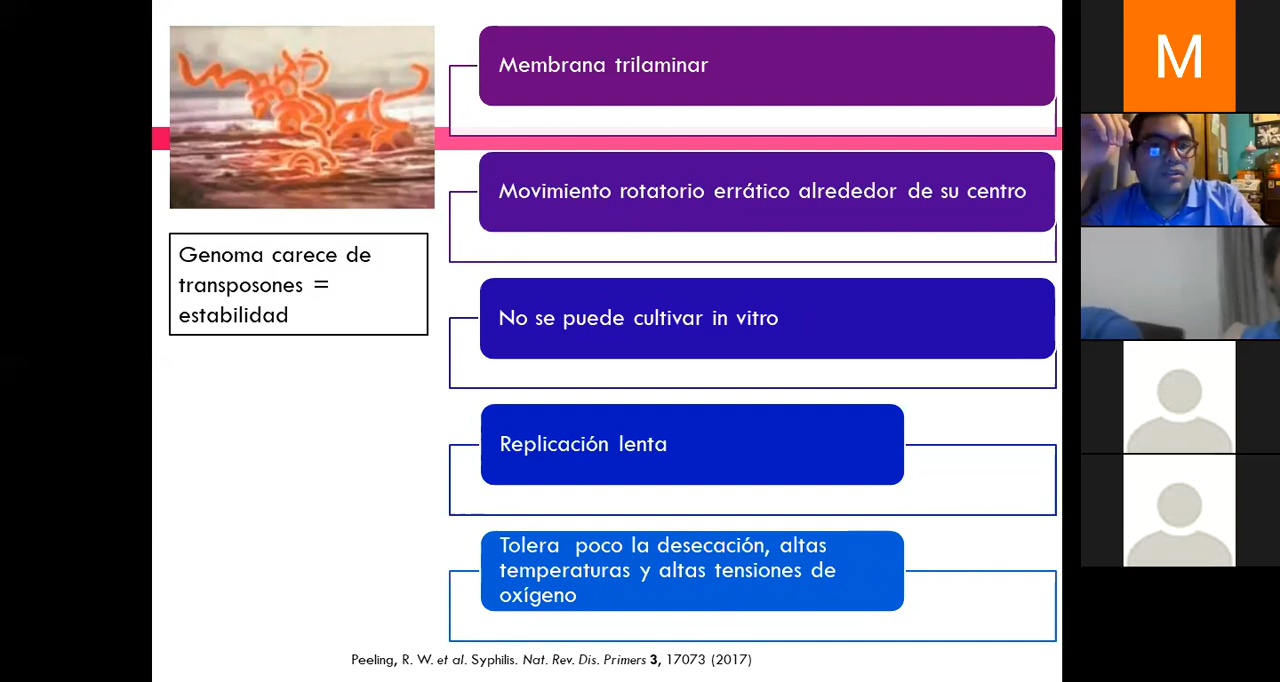 Membrana trilaminar
Movimiento rotatorio errático alrededor de su centro
Genoma carece de
transposones =
estabilidad
No se puede cultivar in vitro
Replicación lenta
Tolera poco la desecación, altas
temperaturas y altas tensiones de
oxígeno
Peeling, R. W. et al. Syphilis. Nat. Rev. Dis. Primers 3, 17073 (2017)
M